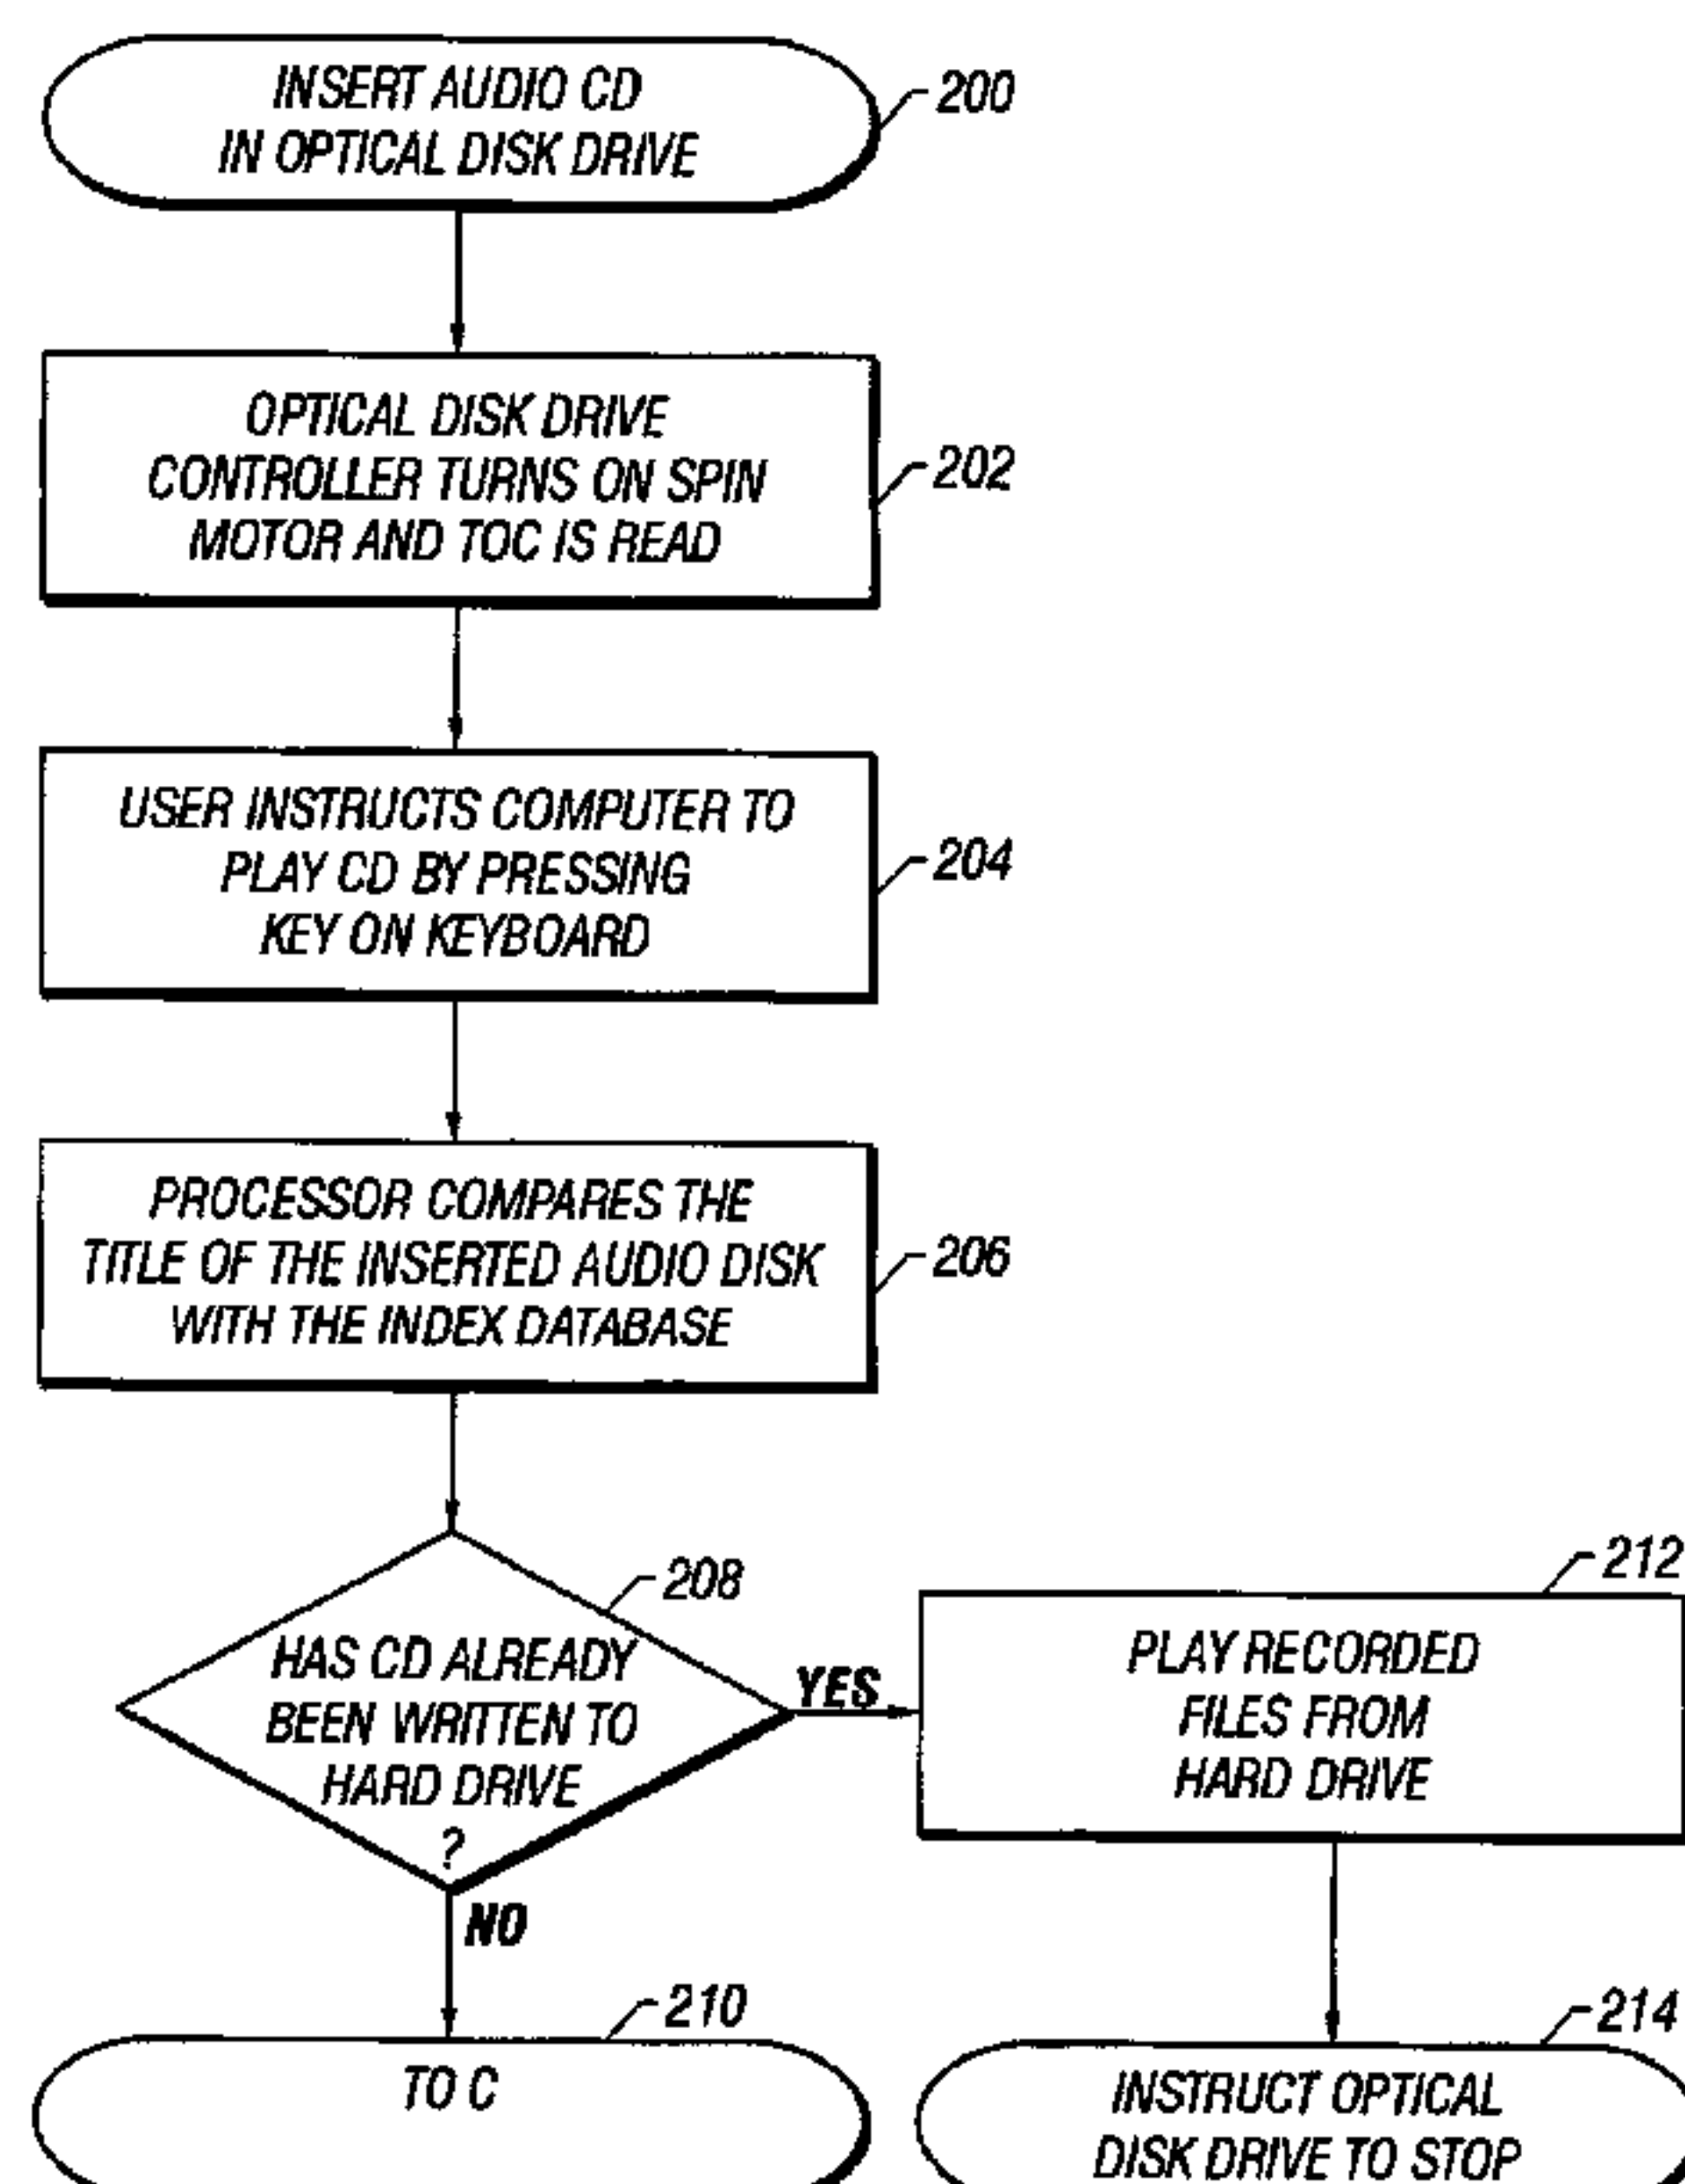 INSERT AUDIO CD
IN OPTICAL DISK DRIVE
200
OPTICAL DISK DRIVE
CONTROLLER TURNS ON SPIN
MOTOR AND TOC IS READ
202
USER INSTRUCTS COMPUTER TO
PLAY CD BY PRESSING
KEY ON KEYBOARD
204
PROCESSOR COMPARES THE
TITLE OF THE INSERTED AUDIO DISK
WITH THE INDEX DATABASE
206
208
HAS CD ALREADY
BEEN WRITTEN TO
HARD DRIVE
?
YES
NO
212
PLAY RECORDED
FILES FROM
HARD DRIVE
210
TO C
214
INSTRUCT OPTICAL
DISK DRIVE TO STOP